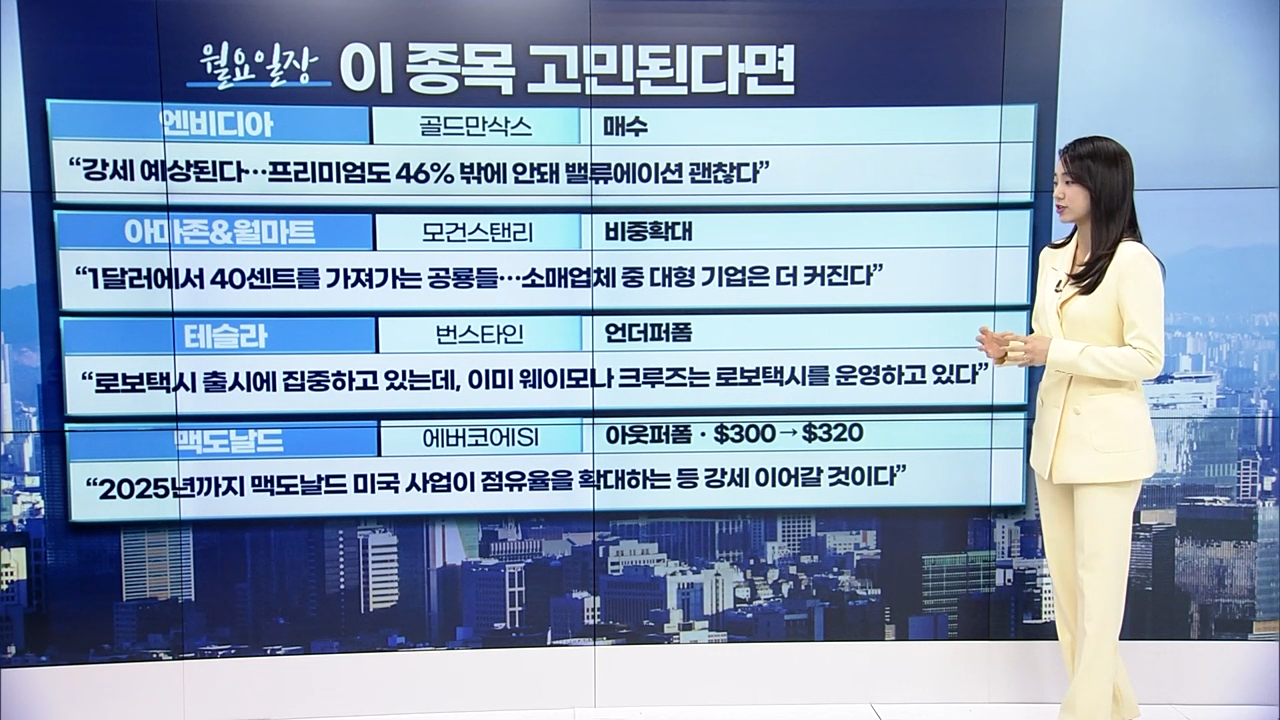 월요일장 이 종목 고민된다면
엔비디아 골드만삭스 매수
“강세 예상된다…프리미엄도 46% 밖에 안돼 밸류에이션 괜찮다”
아마존&월마트 모건스탠리 비중확대
“1달러에서 40센트를 가져가는 공룡들…소매업체 중 대형 기업은 더 커진다”
테슬라 번스타인 언더퍼폼
“로보택시 출시에 집중하고 있는데, 이미 웨이모나 크루즈는 로보택시를 운영하고 있다”
맥도날드 에버코어ISI 아웃퍼폼 · $300→$320
“2025년까지 맥도날드 미국 사업이 점유율을 확대하는 등 강세 이어갈 것이다”